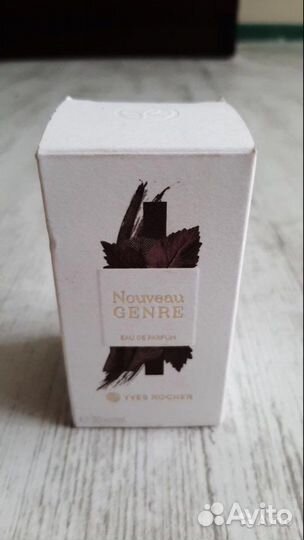 Nouveau
GENRE
EAU DE PARFUM
YVES ROCHER
Avito